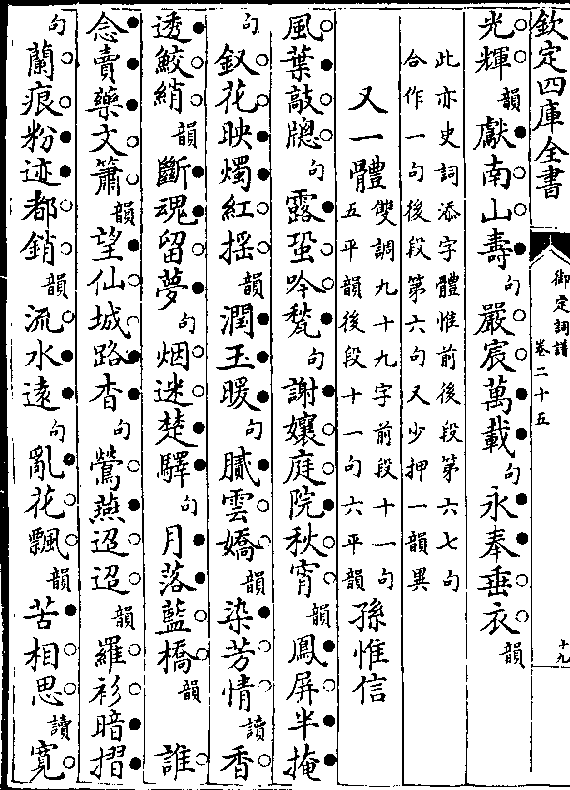 欽定四庫全書
御定詞譜 卷二十五
十九
光輝韻獻南山壽句嚴宸萬載句永奉垂衣韻
此亦史詞添字體惟前後段第六七句
合作一句後段第六句又少押一韻異
又一體
雙調九十九字前段十一句
五平韻後段十一句六平韻
孫惟信
風葉敲牎句露蛩吟甃句謝孃庭院秋宵韻鳳屏半掩
句釵花映燭紅摇韻潤玉暖句膩雲嬌韻染芳情讀香
透鮫綃韻斷魂留夢句烟迷楚驛句月落藍橋韻 誰
念賣藥文簫韻望仙城路杳句鶯燕迢迢韻羅衫暗摺
句蘭痕粉迹都銷韻流水遠句亂花飄韻苦相思讀寛